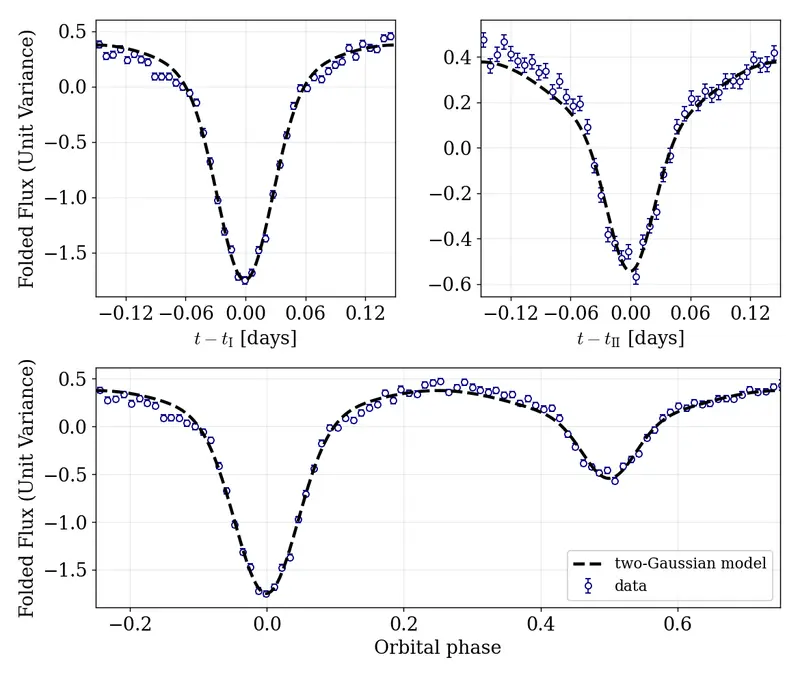 Folded Flux (Unit Variance)
0.5
0.0
−0.5
−1.0
−1.5
−0.12 −0.06 0.00 0.06 0.12
t − tI [days]
0.4
0.2
0.0
−0.2
−0.4
−0.6
−0.12 −0.06 0.00 0.06 0.12
t − tII [days]
Folded Flux (Unit Variance)
0.5
0.0
−0.5
−1.0
−1.5
−0.2 0.0 0.2 0.4 0.6
Orbital phase
two-Gaussian model
data